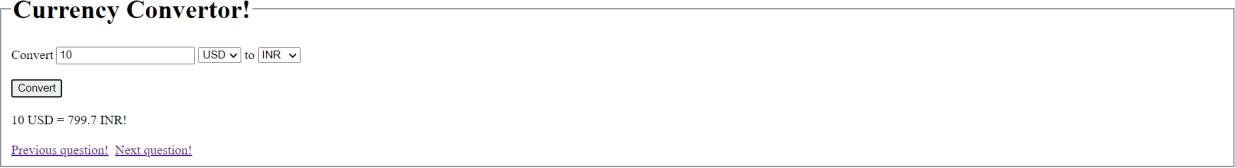 Currency Convertor!
Convert 10 USD to INR
Convert
10 USD = 799.7 INR!
Previous question! Next question!